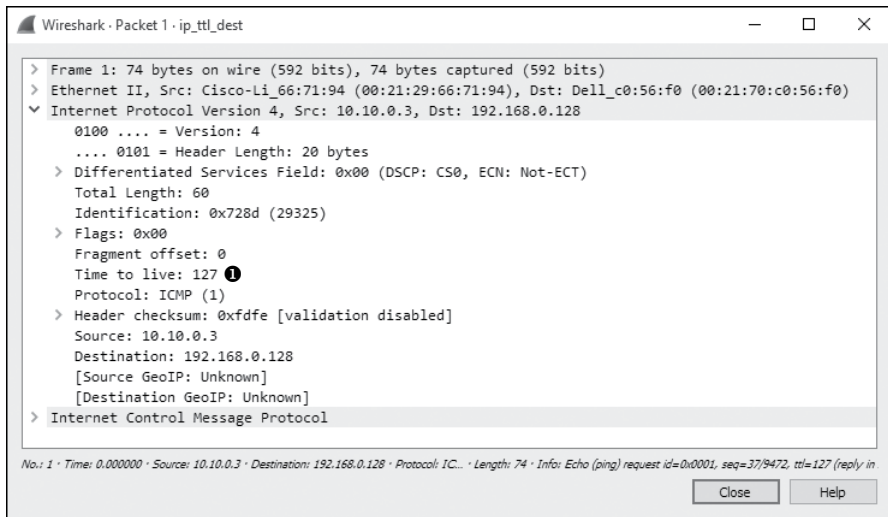 Wireshark · Packet 1 · ip_ttl_dest
> Frame 1: 74 bytes on wire (592 bits), 74 bytes captured (592 bits)
> Ethernet II, Src: Cisco-Li_66:71:94 (00:21:29:66:71:94), Dst: Dell_c0:56:f0 (00:21:70:c0:56:f0)
Internet Protocol Version 4, Src: 10.10.0.3, Dst: 192.168.0.128
0100 .... = Version: 4
.... 0101 = Header Length: 20 bytes
> Differentiated Services Field: 0x00 (DSCP: CS0, ECN: Not-ECT)
Total Length: 60
Identification: 0x728d (29325)
> Flags: 0x00
Fragment offset: 0
Time to live: 127 ❶
Protocol: ICMP (1)
> Header checksum: 0xfdfe [validation disabled]
Source: 10.10.0.3
Destination: 192.168.0.128
[Source GeoIP: Unknown]
[Destination GeoIP: Unknown]
> Internet Control Message Protocol
No.: 1 · Time: 0.000000 · Source: 10.10.0.3 · Destination: 192.168.0.128 · Protocol: IC... · Length: 74 · Info: Echo (ping) request id=0x0001, seq=37/9472, ttl=127 (reply in
Close Help